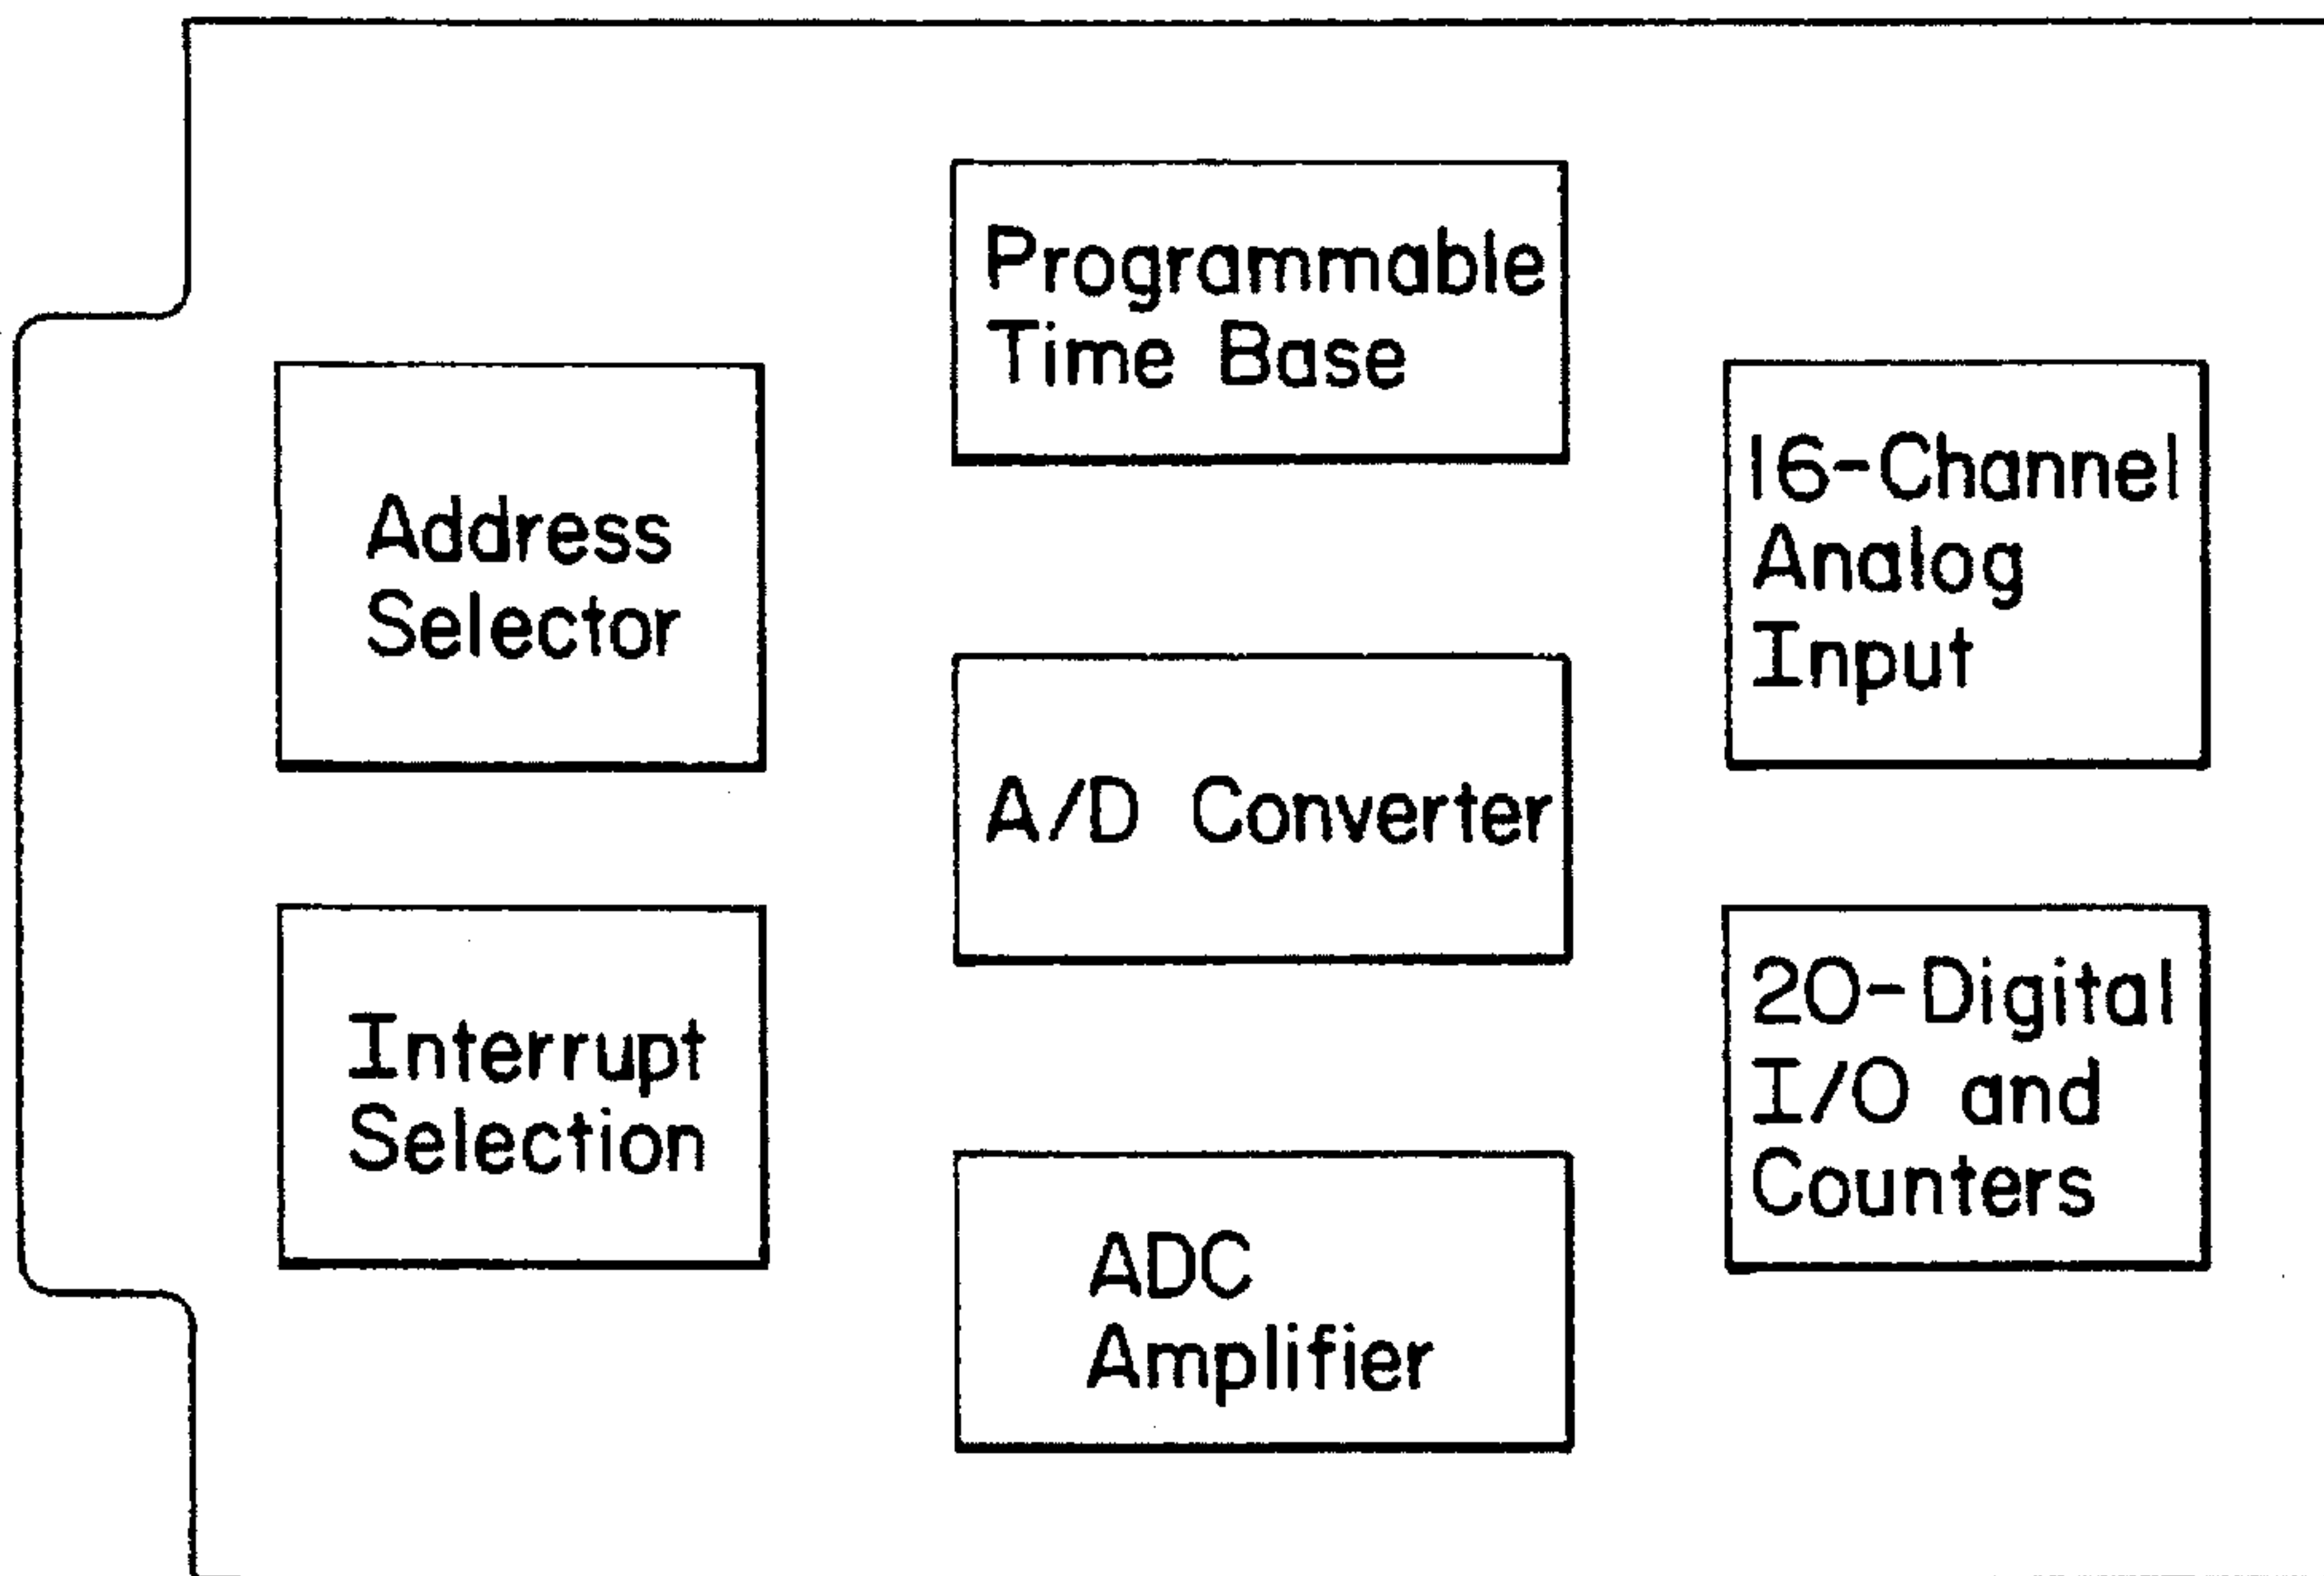 Programmable
Time Base
Address
Selector
16-Channel
Analog
Input
A/D Converter
Interrupt
Selection
20-Digital
I/O and
Counters
ADC
Amplifier